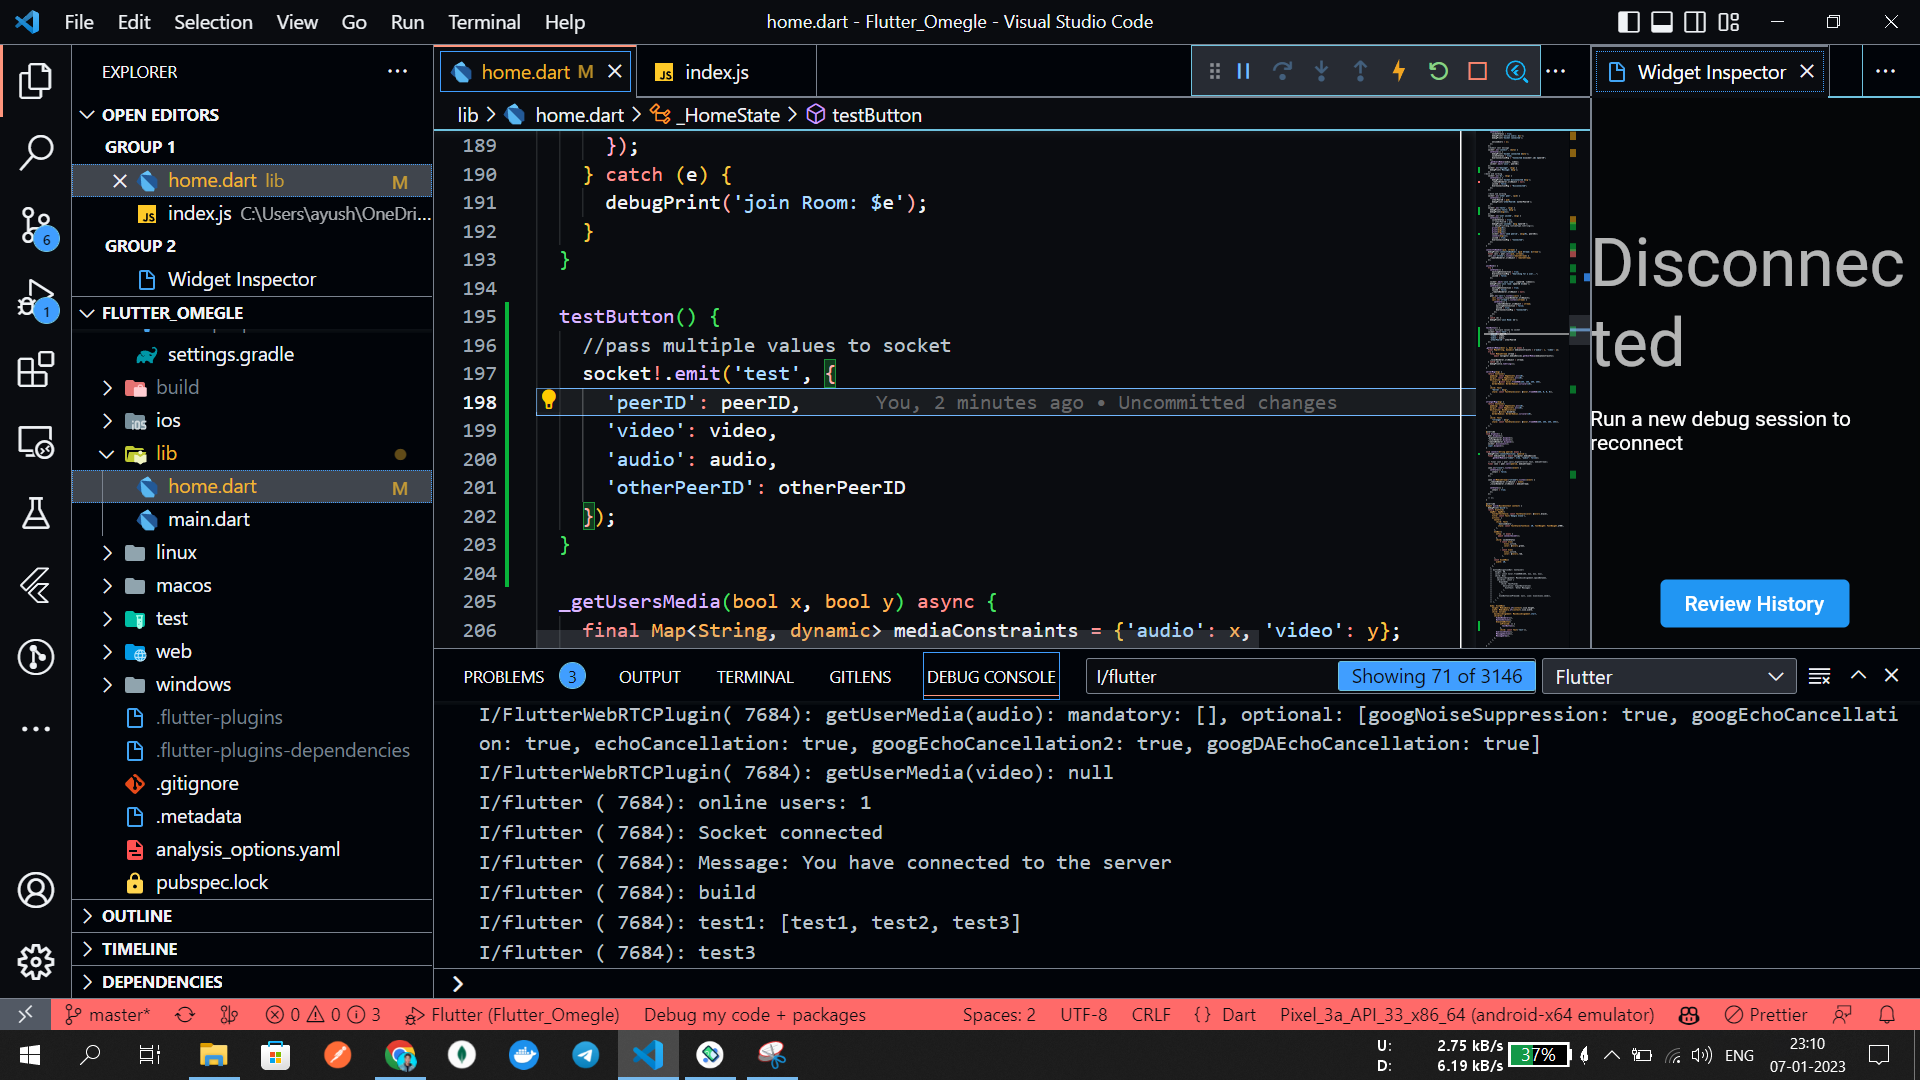 File Edit Selection View Go Run Terminal Help
home.dart - Flutter_Omegle - Visual Studio Code
EXPLORER
OPEN EDITORS
GROUP 1
home.dart lib M
index.js C:\Users\ayush\OneDri...
GROUP 2
Widget Inspector
FLUTTER_OMEGLE
settings.gradle
build
ios
lib
home.dart M
main.dart
linux
macos
test
web
windows
.flutter-plugins
.flutter-plugins-dependencies
.gitignore
.metadata
analysis_options.yaml
pubspec.lock
OUTLINE
TIMELINE
DEPENDENCIES
6
1
home.dart M
index.js
lib > home.dart > _HomeState > testButton
189 });
190 } catch (e) {
191 debugPrint('join Room: $e');
192 }
193 }
194
195 testButton() {
196 //pass multiple values to socket
197 socket!.emit('test', {
198 'peerID': peerID, You, 2 minutes ago • Uncommitted changes
199 'video': video,
200 'audio': audio,
201 'otherPeerID': otherPeerID
202 });
203 }
204
205 _getUsersMedia(bool x, bool y) async {
206 final Map<String, dynamic> mediaConstraints = {'audio': x, 'video': y};
Widget Inspector
Disconnec
ted
Run a new debug session to
reconnect
Review History
PROBLEMS 3 OUTPUT TERMINAL GITLENS DEBUG CONSOLE
I/flutter Showing 71 of 3146 Flutter
I/FlutterWebRTCPlugin( 7684): getUserMedia(audio): mandatory: [], optional: [googNoiseSuppression: true, googEchoCancellati
on: true, echoCancellation: true, googEchoCancellation2: true, googDAEchoCancellation: true]
I/FlutterWebRTCPlugin( 7684): getUserMedia(video): null
I/flutter ( 7684): online users: 1
I/flutter ( 7684): Socket connected
I/flutter ( 7684): Message: You have connected to the server
I/flutter ( 7684): build
I/flutter ( 7684): test1: [test1, test2, test3]
I/flutter ( 7684): test3
master* 0 0 3 Flutter (Flutter_Omegle) Debug my code + packages Spaces: 2 UTF-8 CRLF {} Dart Pixel_3a_API_33_x86_64 (android-x64 emulator) Prettier
U: 2.75 kB/s
D: 6.19 kB/s
37%
ENG
23:10
07-01-2023